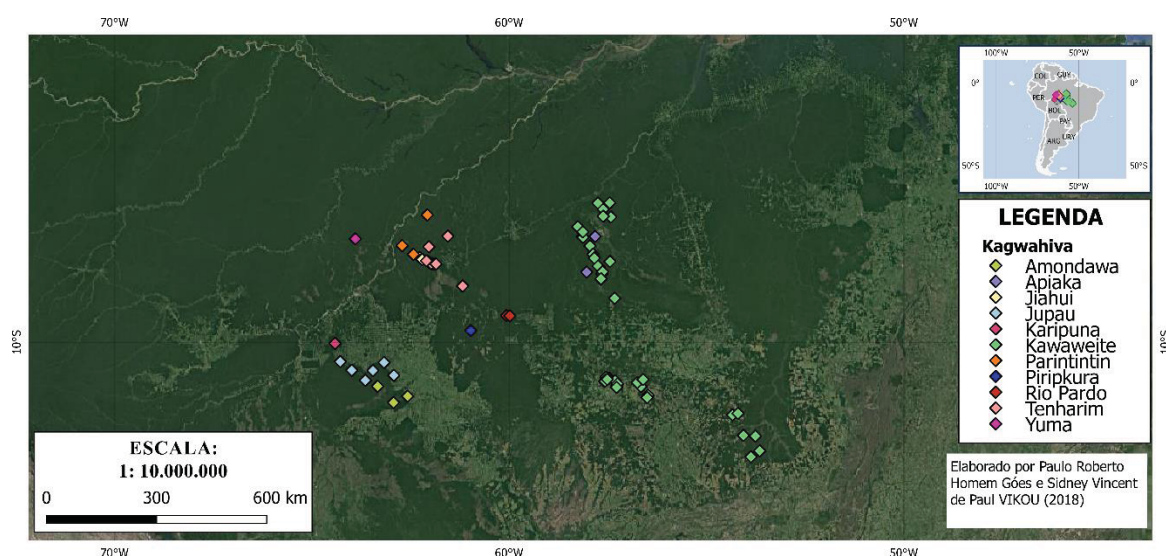 70°W 60°W 50°W
100°W 50°W
0° 0°
COL GUY
PER
BOL
PAY
ARG URY
50°S 50°S
100°W 50°W
LEGENDA
Kagwahiva
Amondawa
Apiaka
Jiahui
Jupau
Karipuna
Kawaweite
Parintintin
Piripkura
Rio Pardo
Tenharim
Yuma
10°S 10°S
ESCALA:
1: 10.000.000
0 300 600 km
Elaborado por Paulo Roberto
Homem Góes e Sidney Vincent
de Paul VIKOU (2018)
70°W 60°W 50°W